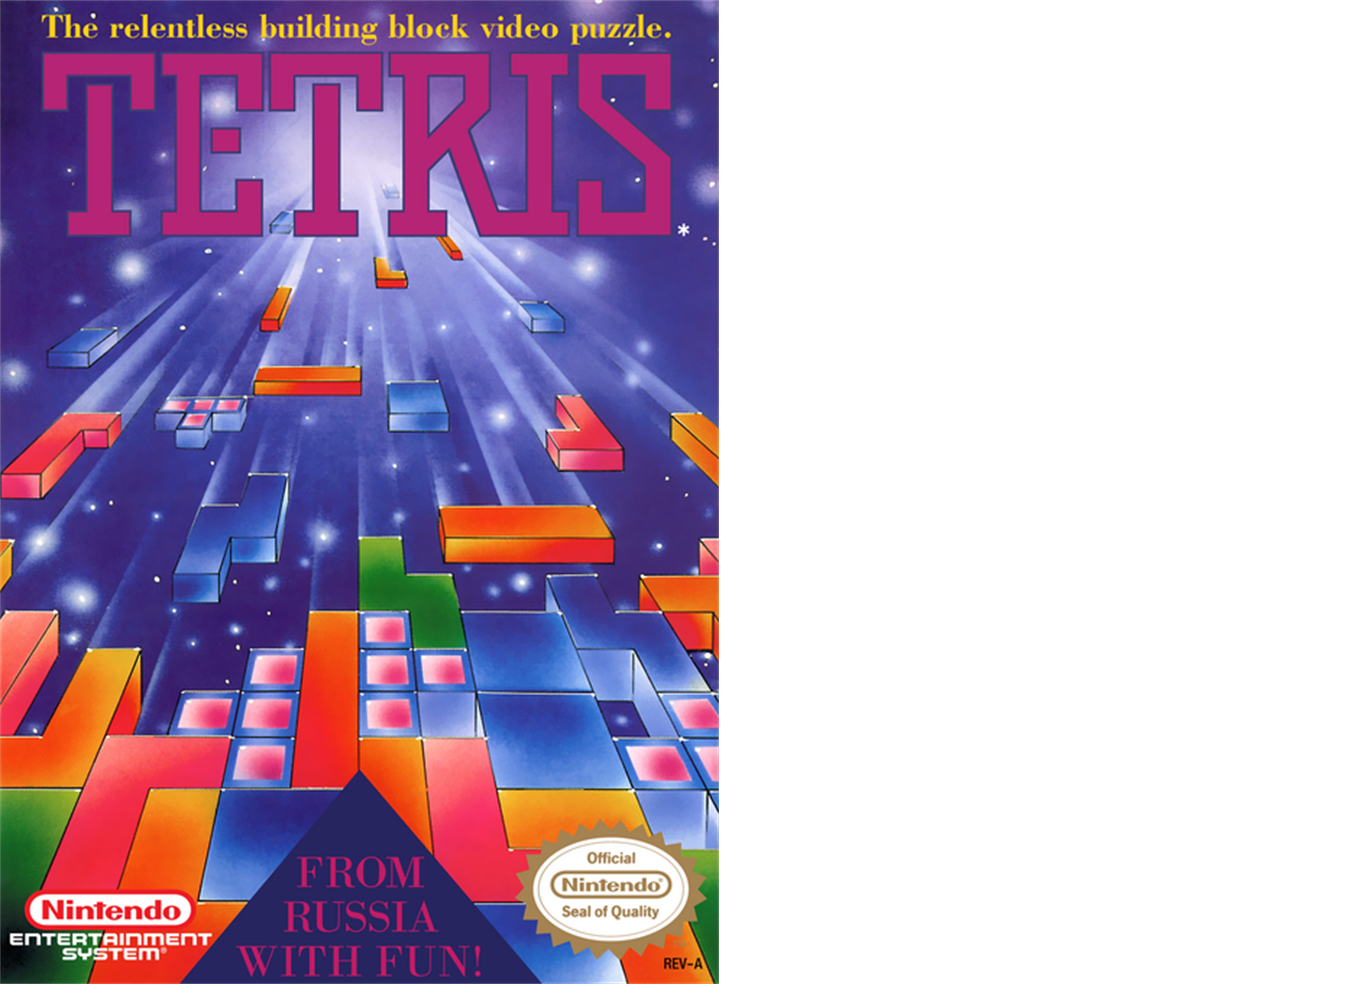 The relentless building block video puzzle.
TETRIS.*
FROM
RUSSIA
WITH FUN!
Nintendo
ENTERTAINMENT
SYSTEM®
Official
Nintendo®
Seal of Quality
REV-A